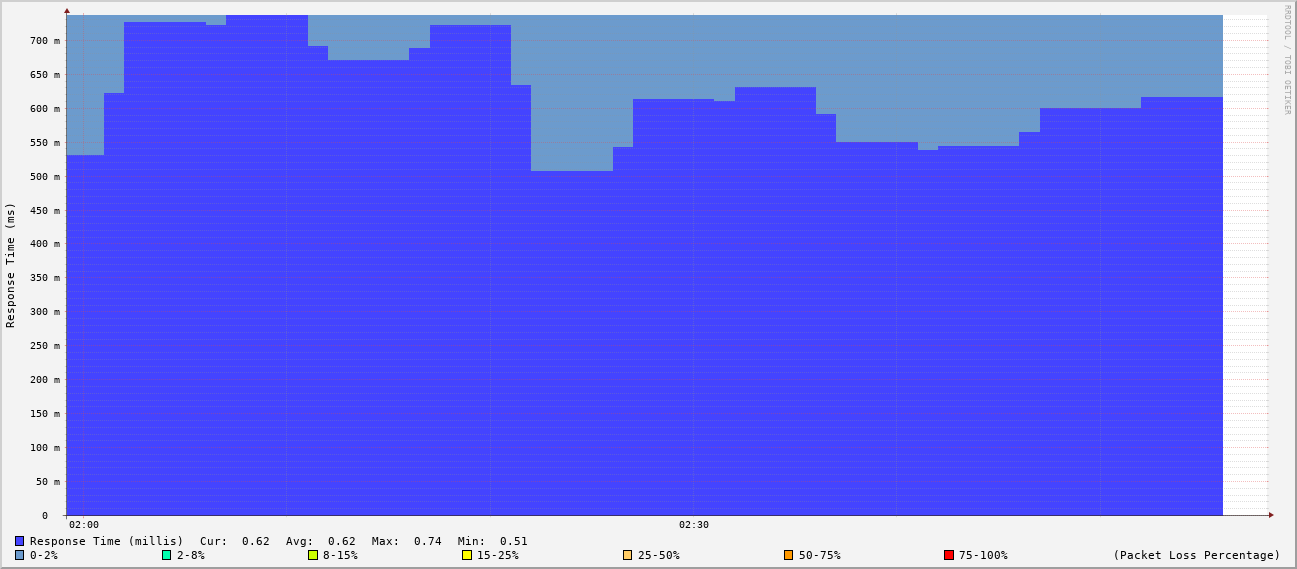 RRDTOOL / TOBI OETIKER
Response Time (ms)
700 m
650 m
600 m
550 m
500 m
450 m
400 m
350 m
300 m
250 m
200 m
150 m
100 m
50 m
0
02:00 02:30
Response Time (millis) Cur: 0.62 Avg: 0.62 Max: 0.74 Min: 0.51
0-2% 2-8% 8-15% 15-25% 25-50% 50-75% 75-100% (Packet Loss Percentage)